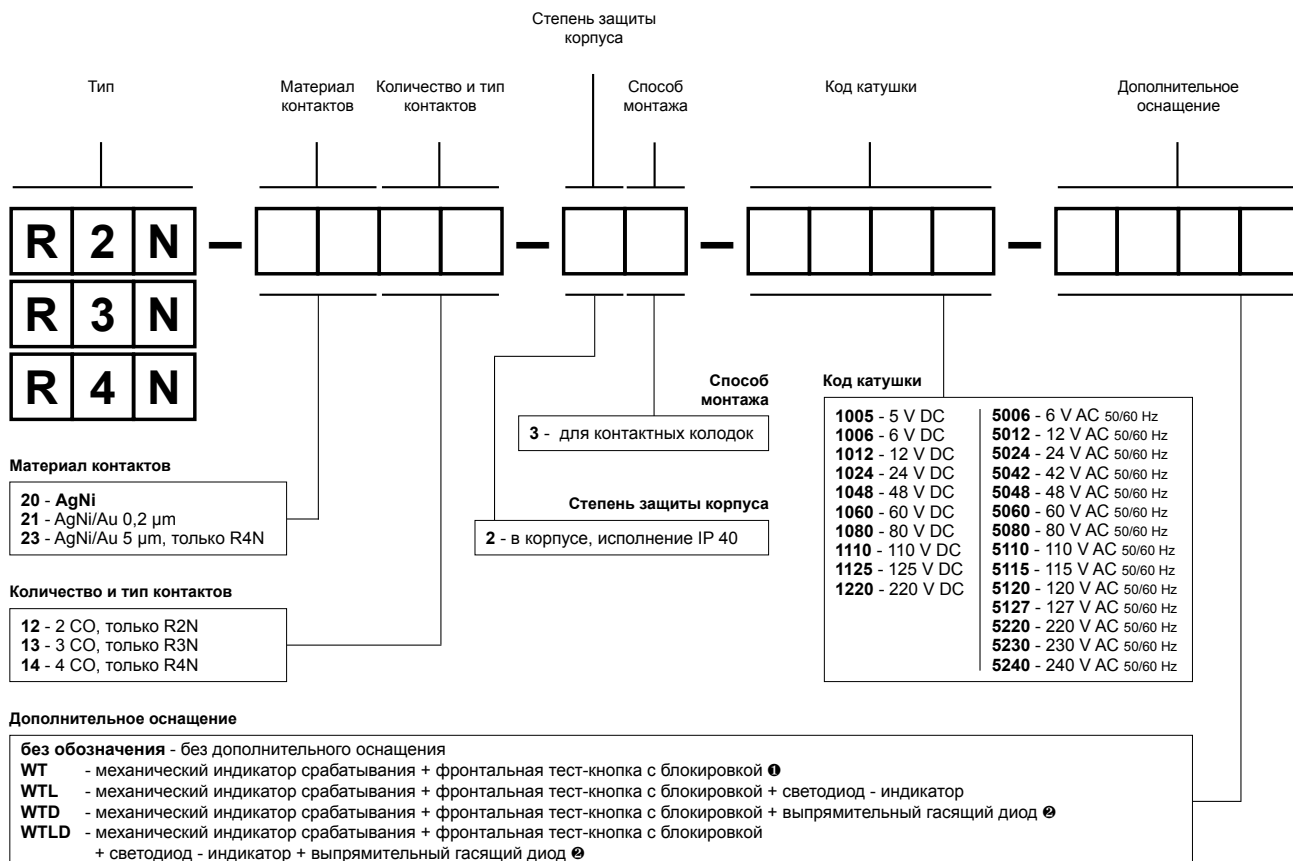 Степень защиты
корпуса
Тип
Материал
контактов
Количество и тип
контактов
Способ
монтажа
Код катушки
Дополнительное
оснащение
R 2 N – – –
R 3 N
R 4 N
Способ
монтажа
3 - для контактных колодок
Степень защиты корпуса
2 - в корпусе, исполнение IP 40
Код катушки
1005 - 5 V DC
1006 - 6 V DC
1012 - 12 V DC
1024 - 24 V DC
1048 - 48 V DC
1060 - 60 V DC
1080 - 80 V DC
1110 - 110 V DC
1125 - 125 V DC
1220 - 220 V DC
5006 - 6 V AC 50/60 Hz
5012 - 12 V AC 50/60 Hz
5024 - 24 V AC 50/60 Hz
5042 - 42 V AC 50/60 Hz
5048 - 48 V AC 50/60 Hz
5060 - 60 V AC 50/60 Hz
5080 - 80 V AC 50/60 Hz
5110 - 110 V AC 50/60 Hz
5115 - 115 V AC 50/60 Hz
5120 - 120 V AC 50/60 Hz
5127 - 127 V AC 50/60 Hz
5220 - 220 V AC 50/60 Hz
5230 - 230 V AC 50/60 Hz
5240 - 240 V AC 50/60 Hz
Материал контактов
20 - AgNi
21 - AgNi/Au 0,2 µm
23 - AgNi/Au 5 µm, только R4N
Количество и тип контактов
12 - 2 CO, только R2N
13 - 3 CO, только R3N
14 - 4 CO, только R4N
Дополнительное оснащение
без обозначения - без дополнительного оснащения
WT - механический индикатор срабатывания + фронтальная тест-кнопка с блокировкой ❶
WTL - механический индикатор срабатывания + фронтальная тест-кнопка с блокировкой + светодиод - индикатор
WTD - механический индикатор срабатывания + фронтальная тест-кнопка с блокировкой + выпрямительный гасящий диод ❷
WTLD - механический индикатор срабатывания + фронтальная тест-кнопка с блокировкой
+ светодиод - индикатор + выпрямительный гасящий диод ❷